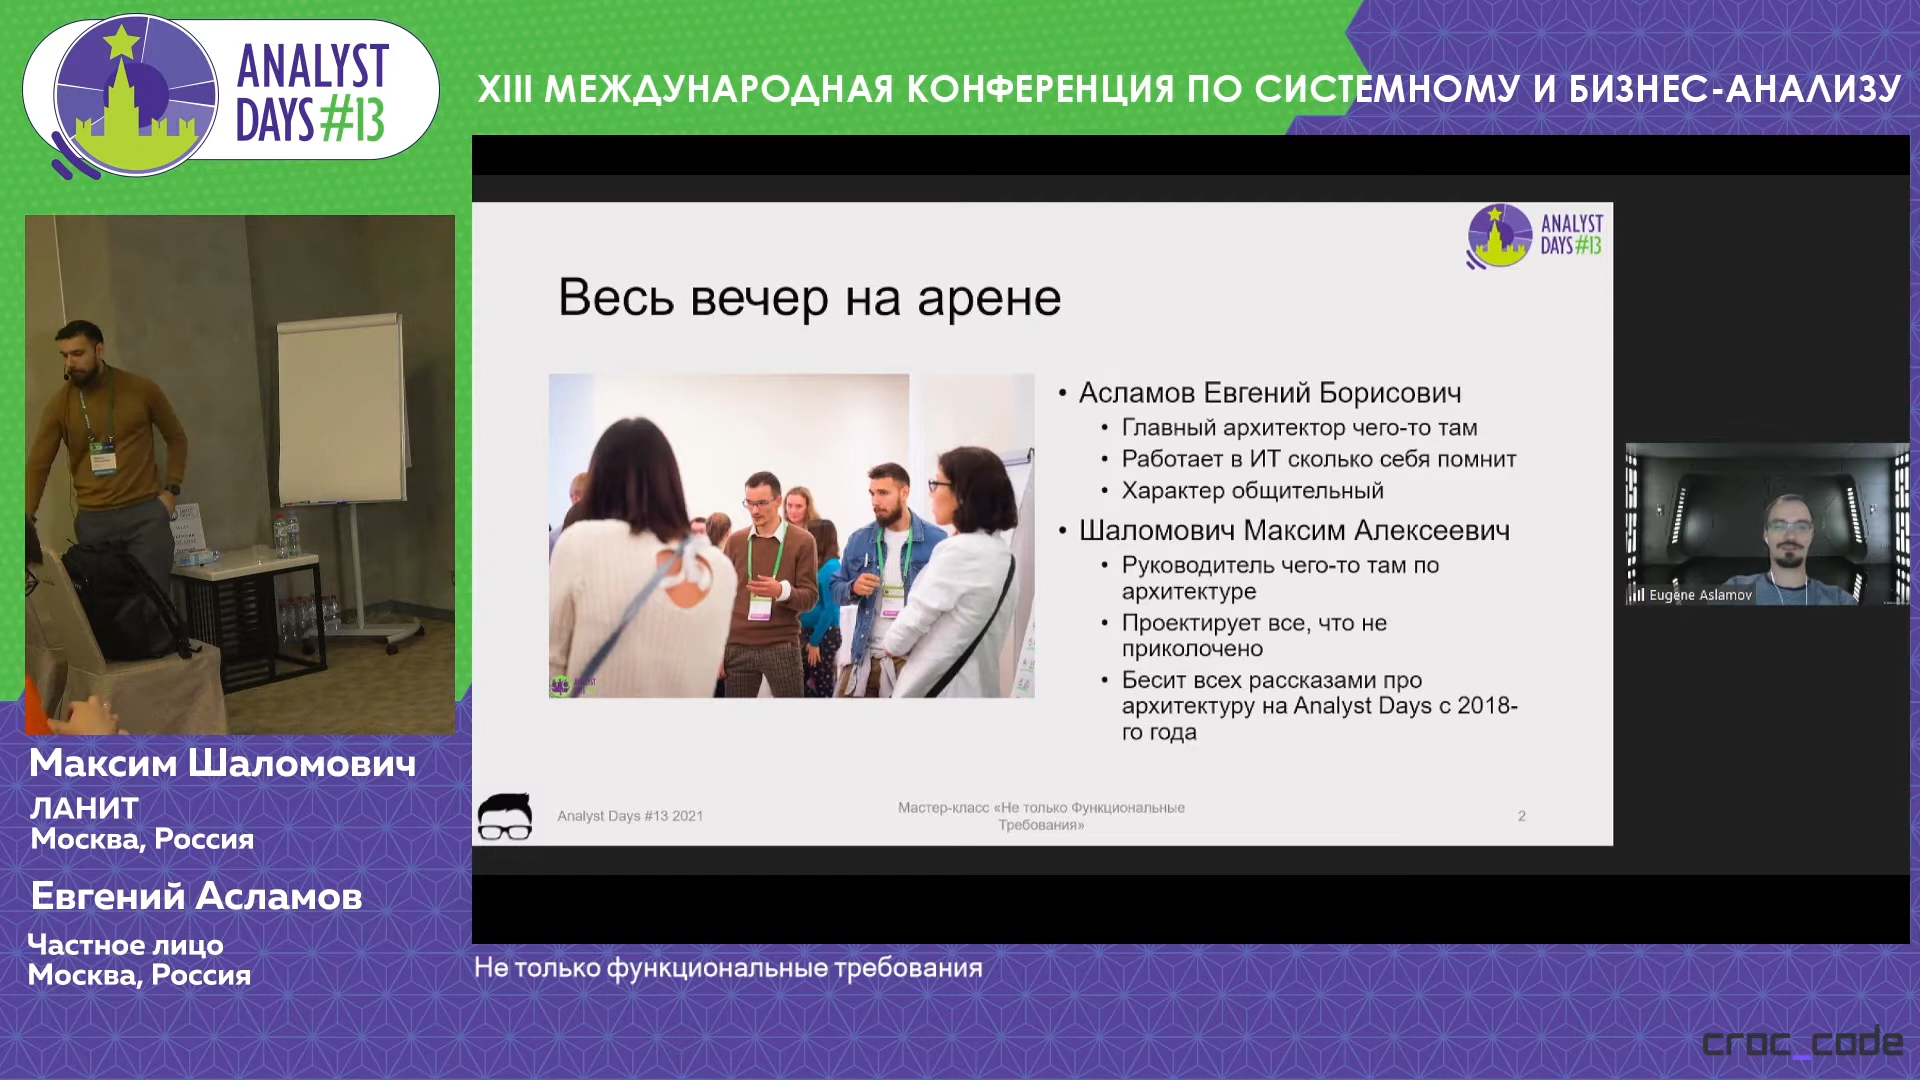 ANALYST
DAYS #13
XIII МЕЖДУНАРОДНАЯ КОНФЕРЕНЦИЯ ПО СИСТЕМНОМУ И БИЗНЕС-АНАЛИЗУ
ANALYST
DAYS #13
Весь вечер на арене
• Асламов Евгений Борисович
• Главный архитектор чего-то там
• Работает в ИТ сколько себя помнит
• Характер общительный
• Шаломович Максим Алексеевич
• Руководитель чего-то там по
архитектуре
• Проектирует все, что не
приколочено
• Бесит всех рассказами про
архитектуру на Analyst Days с 2018-
го года
Analyst Days #13 2021
Мастер-класс «Не только Функциональные
Требования»
2
Eugene Aslamov
Максим Шаломович
ЛАНИТ
Москва, Россия
Евгений Асламов
Частное лицо
Москва, Россия
Не только функциональные требования
croc_code